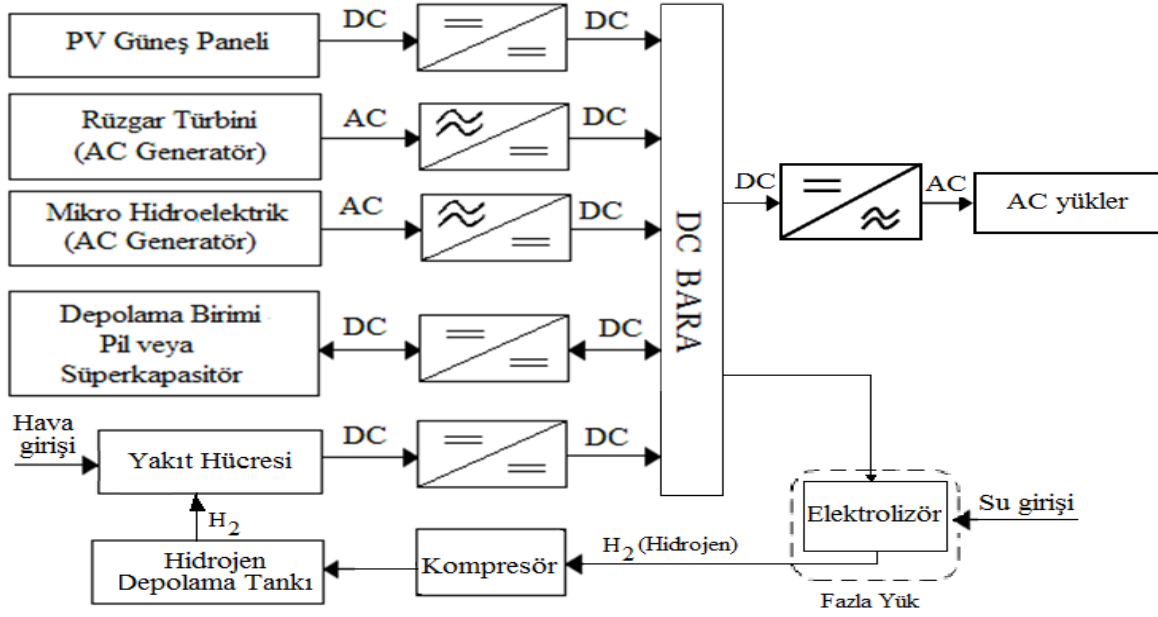 PV Güneş Paneli
DC
DC
Rüzgar Türbini
(AC Generatör)
AC
DC
Mikro Hidroelektrik
(AC Generatör)
AC
DC
DC BARA
DC
AC
AC yükler
Depolama Birimi
Pil veya
Süperkapasitör
DC
DC
Hava
girişi
Yakıt Hücresi
DC
DC
H2
Hidrojen
Depolama Tankı
Kompresör
H2 (Hidrojen)
Elektrolizör
Su girişi
Fazla Yük